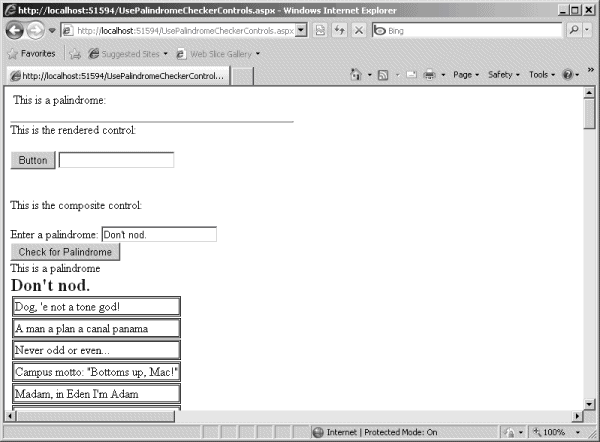 http://localhost:51594/UsePalindromeCheckerControls.aspx - Windows Internet Explorer
http://localhost:51594/UsePalindromeCheckerControls.aspx
Bing
Favorites
Suggested Sites
Web Slice Gallery
http://localhost:51594/UsePalindromeCheckerControl...
Page
Safety
Tools
This is a palindrome:
This is the rendered control:
Button
This is the composite control:
Enter a palindrome: Don't nod.
Check for Palindrome
This is a palindrome
Don't nod.
Dog, 'e not a tone god!
A man a plan a canal panama
Never odd or even...
Campus motto: "Bottoms up, Mac!"
Madam, in Eden I'm Adam
Internet | Protected Mode: On
100%